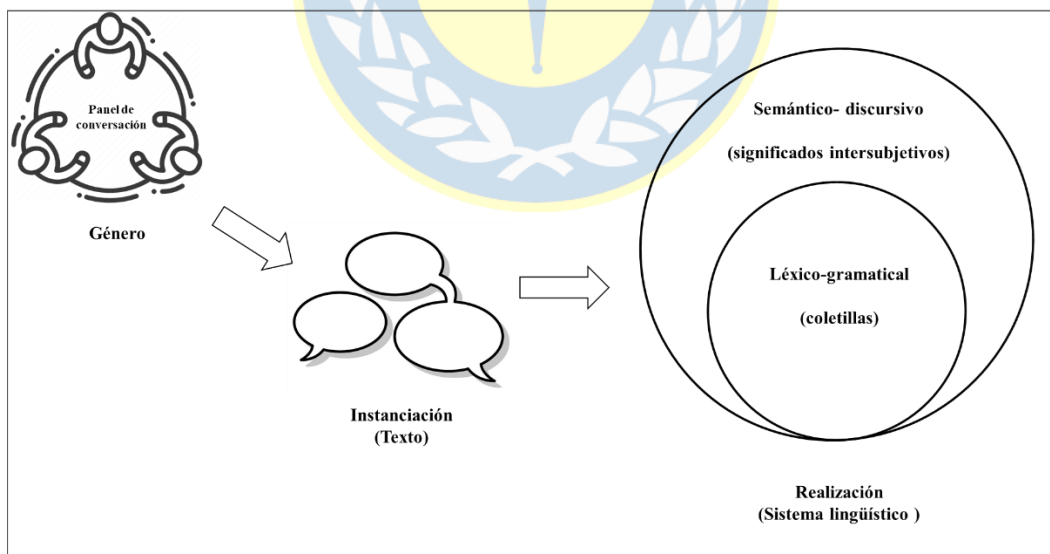 Panel de
conversación
Género
Instanciación
(Texto)
Semántico- discursivo
(significados intersubjetivos)
Léxico-gramatical
(coletillas)
Realización
(Sistema lingüístico )